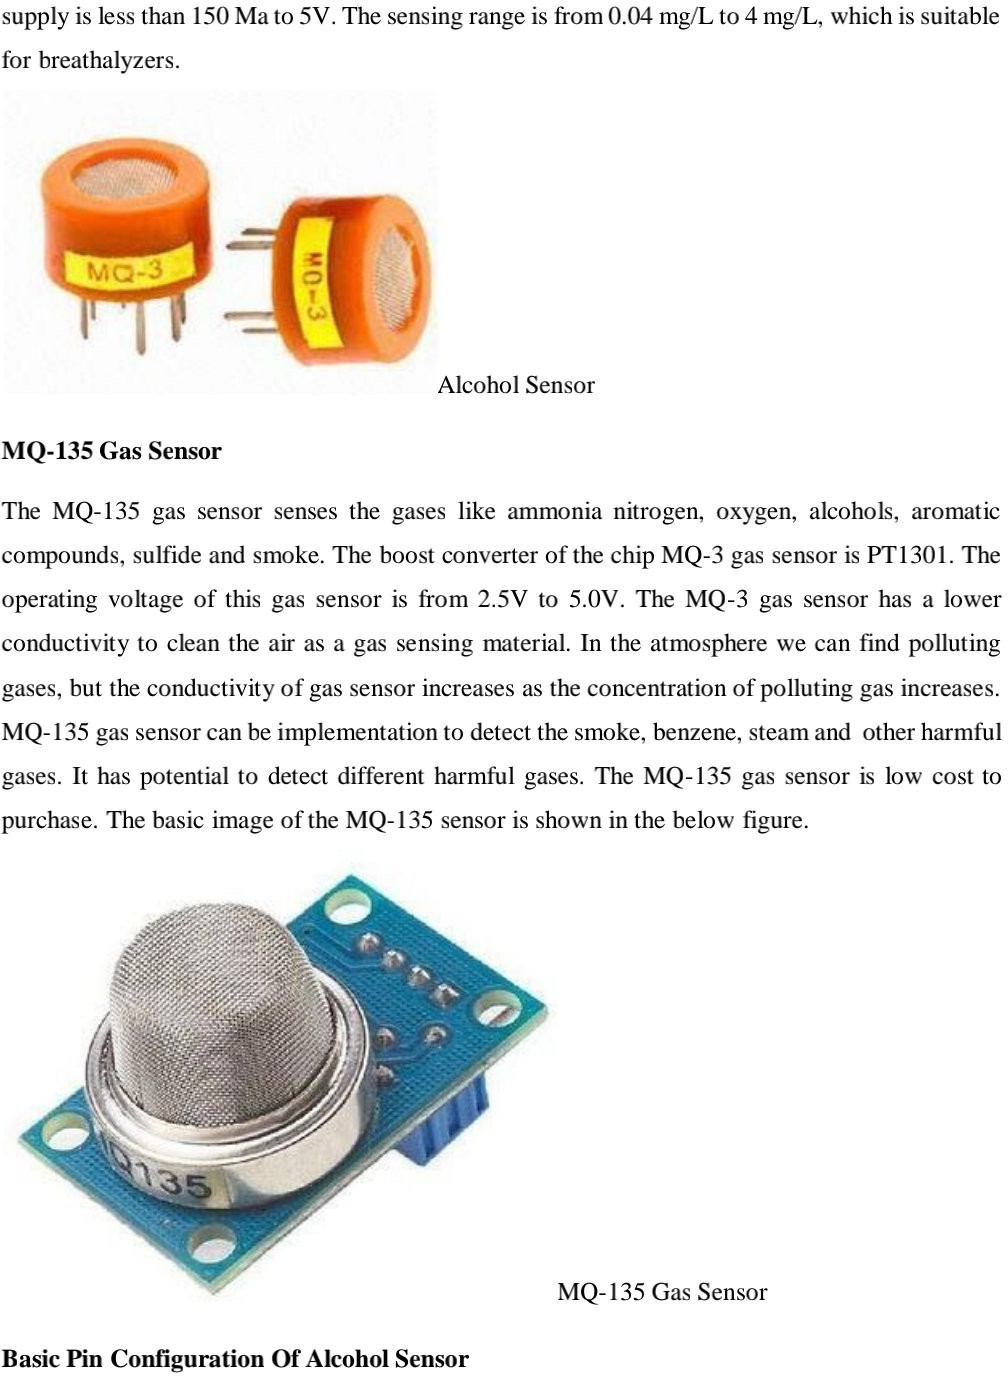 supply is less than 150 Ma to 5V. The sensing range is from 0.04 mg/L to 4 mg/L, which is suitable
for breathalyzers.
MQ-3
MQ-3
Alcohol Sensor
MQ-135 Gas Sensor
The MQ-135 gas sensor senses the gases like ammonia nitrogen, oxygen, alcohols, aromatic
compounds, sulfide and smoke. The boost converter of the chip MQ-3 gas sensor is PT1301. The
operating voltage of this gas sensor is from 2.5V to 5.0V. The MQ-3 gas sensor has a lower
conductivity to clean the air as a gas sensing material. In the atmosphere we can find polluting
gases, but the conductivity of gas sensor increases as the concentration of polluting gas increases.
MQ-135 gas sensor can be implementation to detect the smoke, benzene, steam and other harmful
gases. It has potential to detect different harmful gases. The MQ-135 gas sensor is low cost to
purchase. The basic image of the MQ-135 sensor is shown in the below figure.
Q135
MQ-135 Gas Sensor
Basic Pin Configuration Of Alcohol Sensor